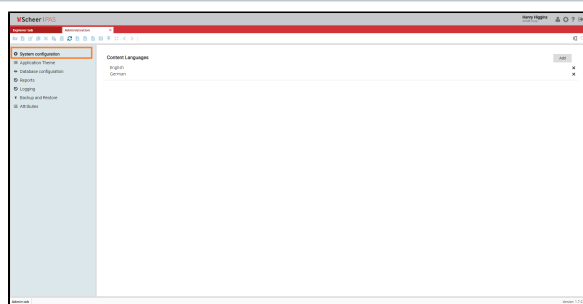 Scheer PAS
Henry Higgins
Explorer tab
Administration
System configuration
Application Theme
Database configuration
Reports
Logging
Backup and Restore
Attributes
Content Languages
Add
English
German
Admin tab